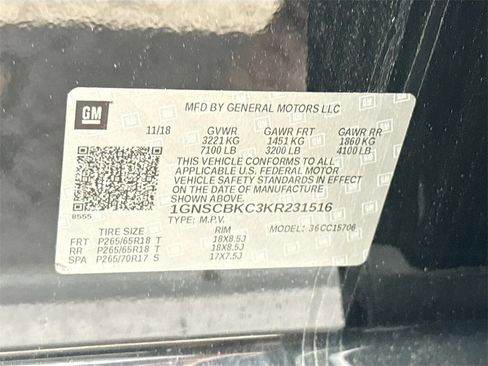 GM
MFD BY GENERAL MOTORS LLC
11/18 GVWR GAWR FRT GAWR RR
3221 KG 1451 KG 1860 KG
7100 LB 3200 LB 4100 LB
THIS VEHICLE CONFORMS TO ALL
APPLICABLE U.S. FEDERAL MOTOR
VEHICLE SAFETY STANDARDS IN
EFFECT ON THE DATE OF MANUFACTURE
SHOWN ABOVE.
8555 1GNSCBKC3KR231516
TYPE: M.P.V.
TIRE SIZE RIM MODEL: 36CC15706
FRT P265/65R18 T 18X8.5J
RR P265/65R18 T 18X8.5J
SPA P265/70R17 S 17X7.5J